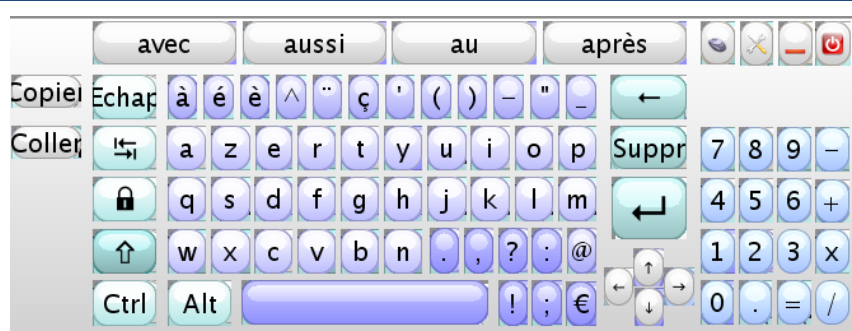 avec aussi au après
Copier Echap à é è ^ ¨ ç ' ( ) – " _ ←
Coller a z e r t y u i o p Suppr 7 8 9 –
q s d f g h j k l m 4 5 6 +
w x c v b n . , ? : @ ↑ 1 2 3 x
Ctrl Alt ! ; € ← ↓ → 0 . = /